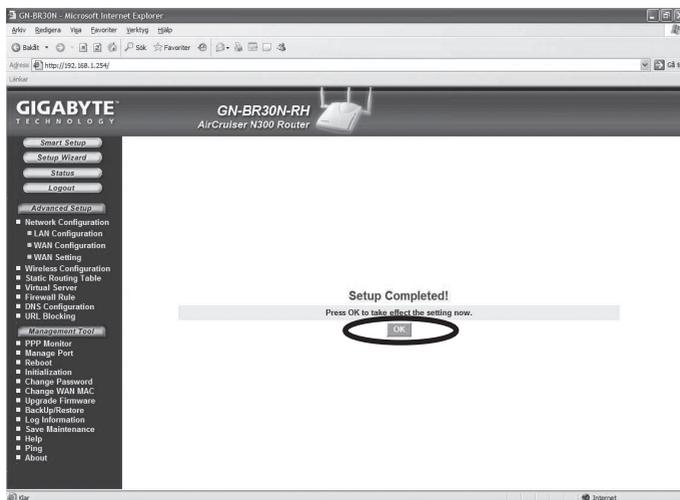 GN-BR30N - Microsoft Internet Explorer
Arkiv Redigera Visa Favoriter Verktyg Hjälp
Bakåt Sök Favoriter
Adress http://192.168.1.254/ Gå t
Länkar
GIGABYTE
TECHNOLOGY
GN-BR30N-RH
AirCruiser N300 Router
Smart Setup
Setup Wizard
Status
Logout
Advanced Setup
Network Configuration
LAN Configuration
WAN Configuration
WAN Setting
Wireless Configuration
Static Routing Table
Virtual Server
Firewall Rule
DNS Configuration
URL Blocking
Management Tool
PPP Monitor
Manage Port
Reboot
Initialization
Change Password
Change WAN MAC
Upgrade Firmware
BackUp/Restore
Log Information
Save Maintenance
Help
Ping
About
Setup Completed!
Press OK to take effect the setting now.
OK
Klar Internet